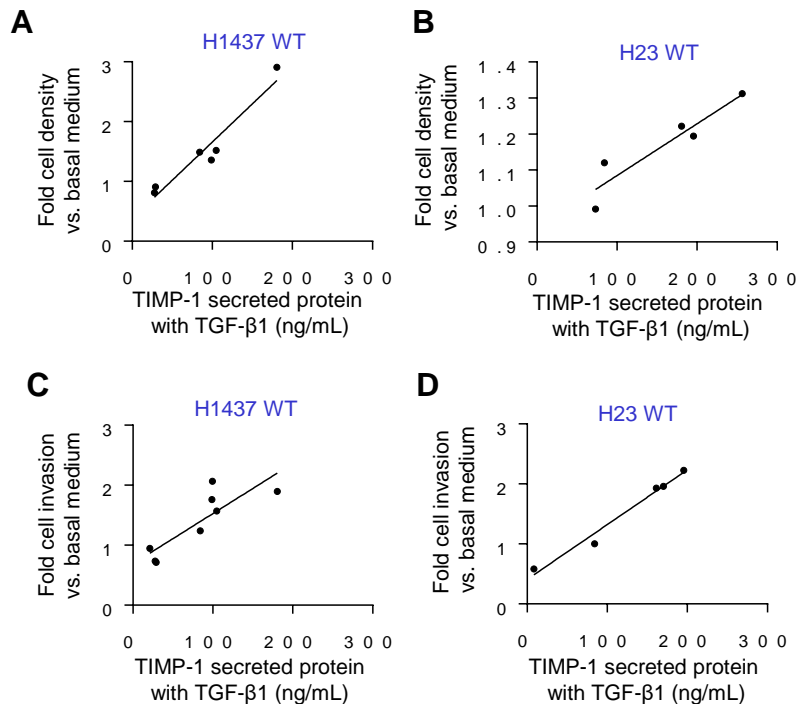 A
H1437 WT
Fold cell density
vs. basal medium
3
2
1
0
0 100 200 300
TIMP-1 secreted protein
with TGF-β1 (ng/mL)
B
H23 WT
Fold cell density
vs. basal medium
1.4
1.3
1.2
1.1
1.0
0.9
0 100 200 300
TIMP-1 secreted protein
with TGF-β1 (ng/mL)
C
H1437 WT
Fold cell invasion
vs. basal medium
3
2
1
0
0 100 200 300
TIMP-1 secreted protein
with TGF-β1 (ng/mL)
D
H23 WT
Fold cell invasion
vs. basal medium
3
2
1
0
0 100 200 300
TIMP-1 secreted protein
with TGF-β1 (ng/mL)